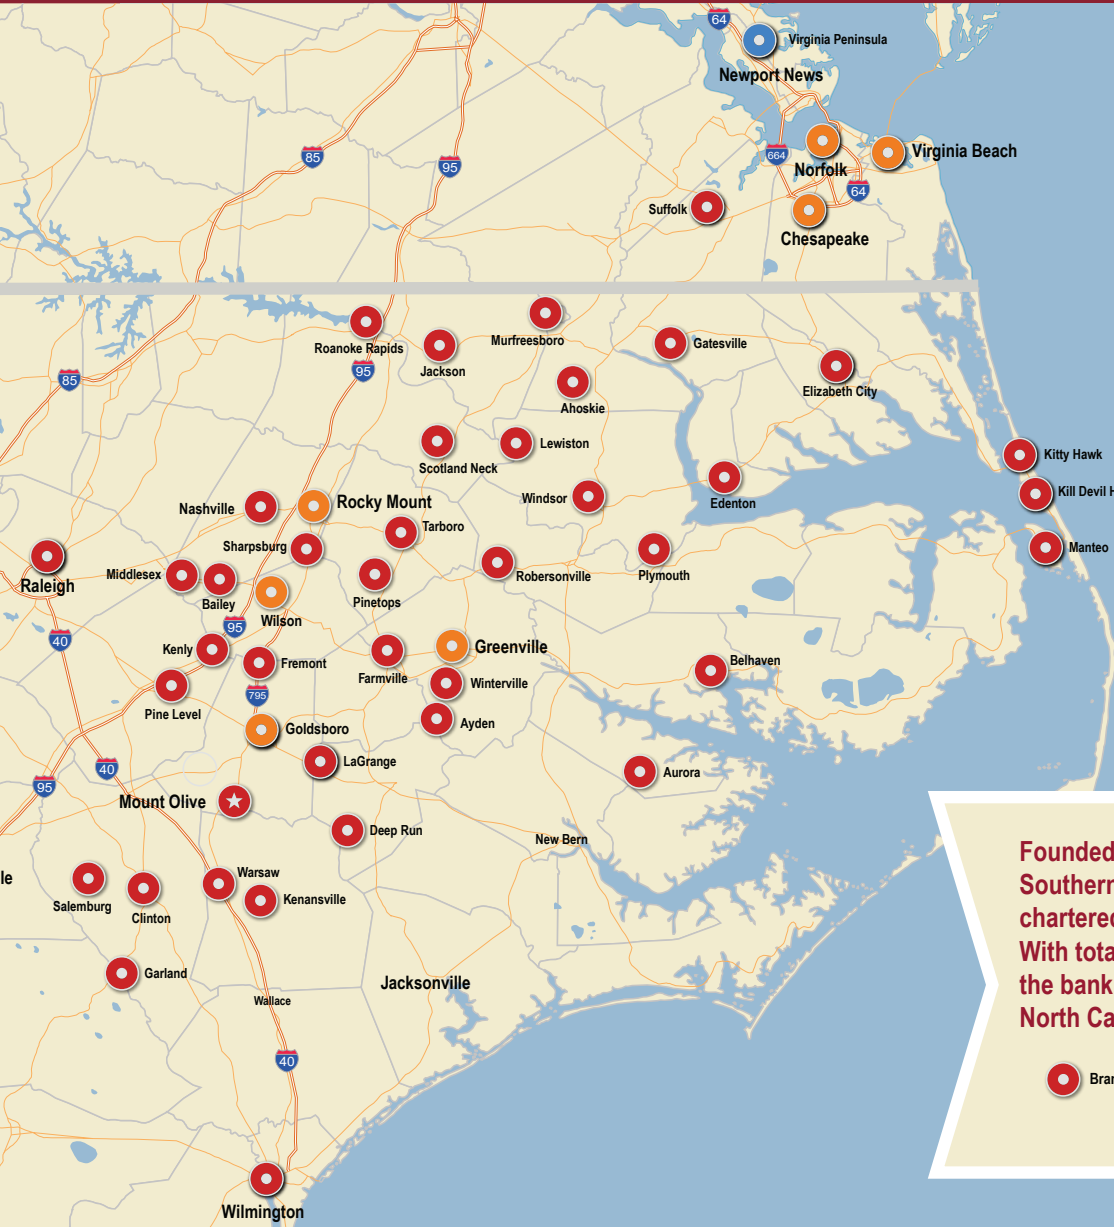 64
Virginia Peninsula
Newport News
85
95
664
Norfolk
Virginia Beach
64
Suffolk
Chesapeake
Roanoke Rapids
Murfreesboro
Jackson
Gatesville
95
85
Elizabeth City
Ahoskie
Scotland Neck
Lewiston
Kitty Hawk
Windsor
Edenton
Kill Devil H
Nashville
Rocky Mount
Tarboro
Sharpsburg
Manteo
Raleigh
Middlesex
Bailey
Pinetops
Robersonville
Plymouth
Wilson
95
40
Kenly
Fremont
Farmville
Greenville
Belhaven
Winterville
795
Pine Level
Goldsboro
Ayden
LaGrange
40
95
Aurora
Mount Olive
Deep Run
New Bern
le
Warsaw
Salemburg
Clinton
Kenansville
Garland
Jacksonville
Wallace
40
Wilmington
Founded
Southern
chartered
With tota
the bank
North Ca
Bran